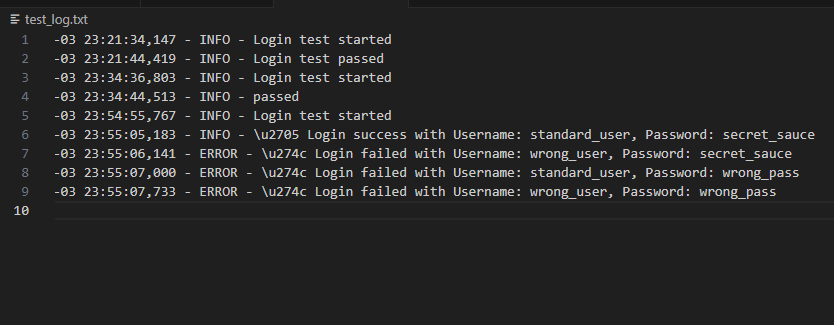 test_log.txt
1 -03 23:21:34,147 - INFO - Login test started
2 -03 23:21:44,419 - INFO - Login test passed
3 -03 23:34:36,803 - INFO - Login test started
4 -03 23:34:44,513 - INFO - passed
5 -03 23:54:55,767 - INFO - Login test started
6 -03 23:55:05,183 - INFO - \u2705 Login success with Username: standard_user, Password: secret_sauce
7 -03 23:55:06,141 - ERROR - \u274c Login failed with Username: wrong_user, Password: secret_sauce
8 -03 23:55:07,000 - ERROR - \u274c Login failed with Username: standard_user, Password: wrong_pass
9 -03 23:55:07,733 - ERROR - \u274c Login failed with Username: wrong_user, Password: wrong_pass
10